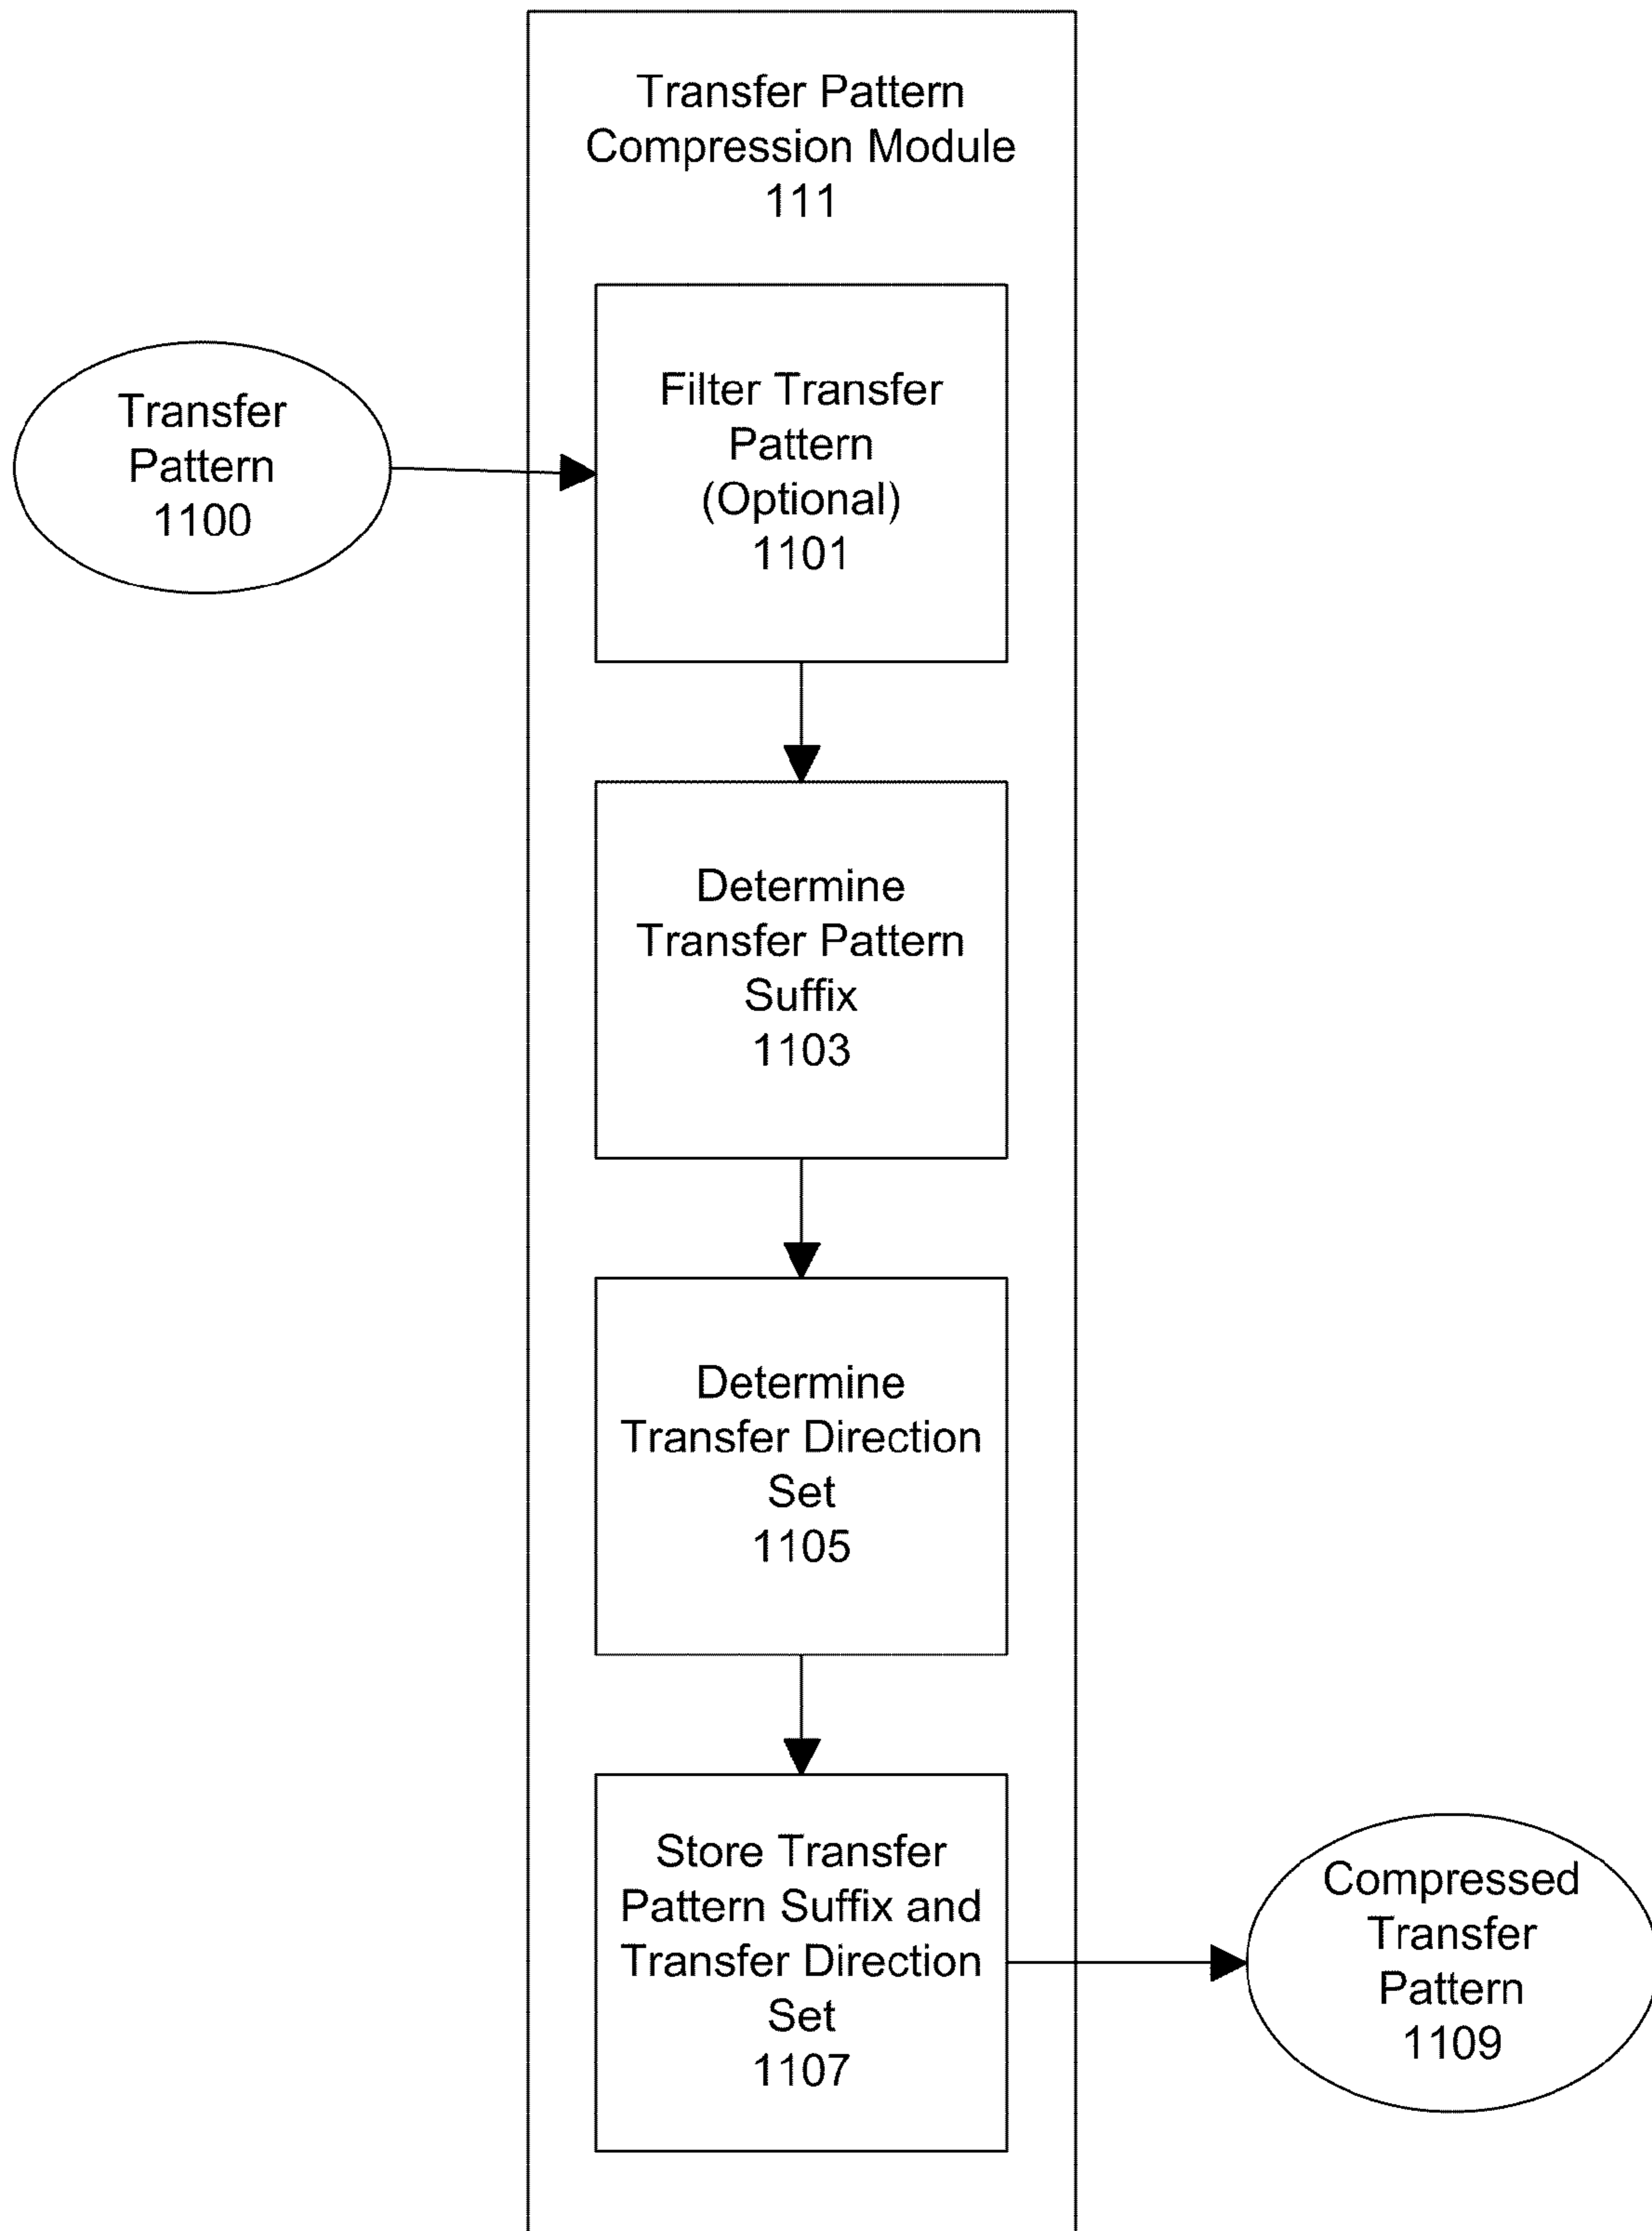 Transfer Pattern
Compression Module
111
Transfer
Pattern
1100
Filter Transfer
Pattern
(Optional)
1101
Determine
Transfer Pattern
Suffix
1103
Determine
Transfer Direction
Set
1105
Store Transfer
Pattern Suffix and
Transfer Direction
Set
1107
Compressed
Transfer
Pattern
1109